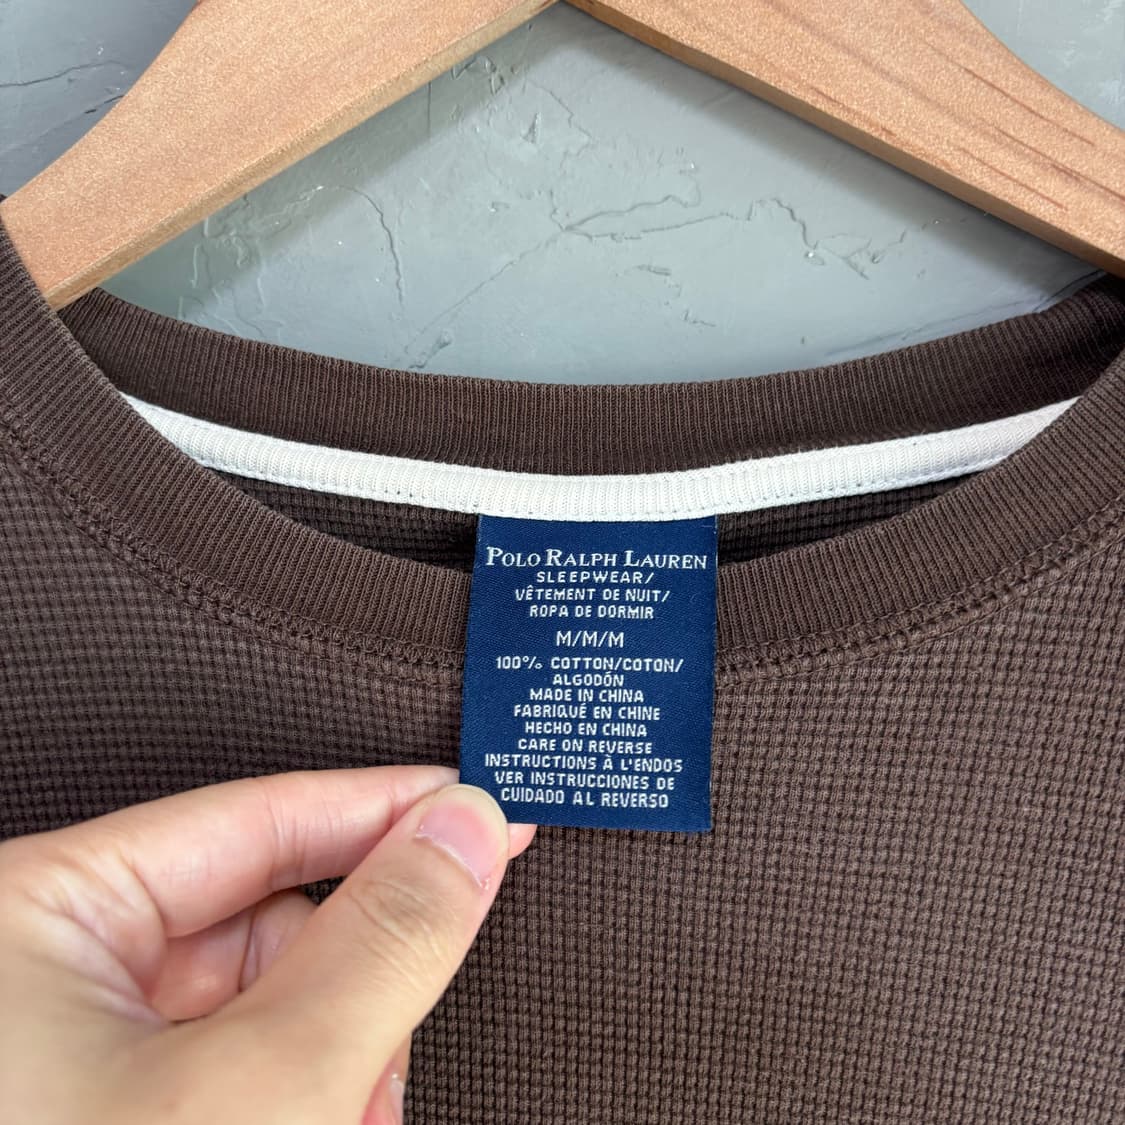 POLO RALPH LAUREN
SLEEPWEAR/
VÊTEMENT DE NUIT/
ROPA DE DORMIR
M/M/M
100% COTTON/COTON/
ALGODÓN
MADE IN CHINA
FABRIQUÉ EN CHINE
HECHO EN CHINA
CARE ON REVERSE
INSTRUCTIONS À L'ENDOS
VER INSTRUCCIONES DE
CUIDADO AL REVERSO